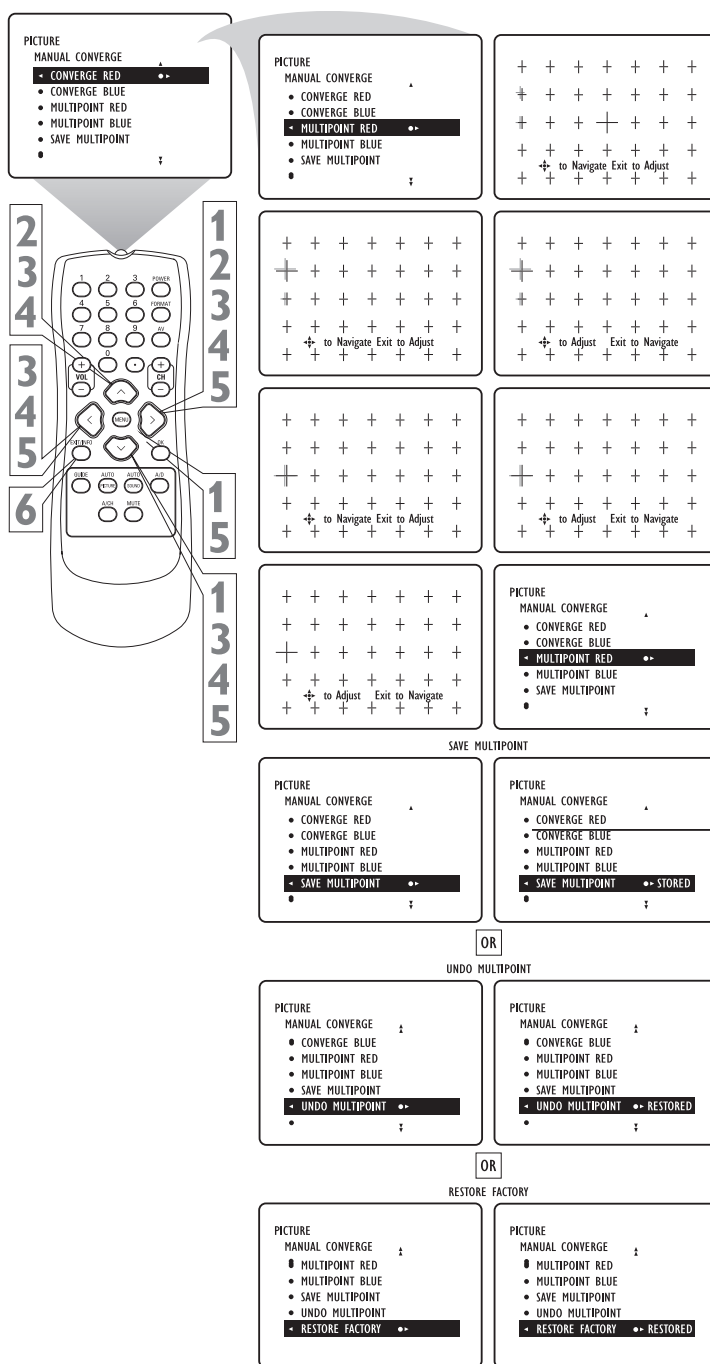 PICTURE
MANUAL CONVERGE
CONVERGE RED
• CONVERGE BLUE
• MULTIPOINT RED
• MULTIPOINT BLUE
• SAVE MULTIPOINT
PICTURE
MANUAL CONVERGE
• CONVERGE RED
• CONVERGE BLUE
MULTIPOINT RED
• MULTIPOINT BLUE
• SAVE MULTIPOINT
to Navigate Exit to Adjust
2
3
4
3
4
5
6
1
2
3
4
5
1
5
1
3
4
5
1 2 3 POWER
4 5 6 FORMAT
7 8 9 AV
+ 0 • +
VOL CH
− −
MENU
EXIT/INFO OK
GUIDE AUTO AUTO A/D
PICTURE SOUND
A/CH MUTE
to Navigate Exit to Adjust
to Adjust Exit to Navigate
to Navigate Exit to Adjust
to Adjust Exit to Navigate
to Adjust Exit to Navigate
PICTURE
MANUAL CONVERGE
• CONVERGE RED
• CONVERGE BLUE
MULTIPOINT RED
• MULTIPOINT BLUE
• SAVE MULTIPOINT
SAVE MULTIPOINT
PICTURE
MANUAL CONVERGE
• CONVERGE RED
• CONVERGE BLUE
• MULTIPOINT RED
• MULTIPOINT BLUE
SAVE MULTIPOINT
PICTURE
MANUAL CONVERGE
• CONVERGE RED
• CONVERGE BLUE
• MULTIPOINT RED
• MULTIPOINT BLUE
SAVE MULTIPOINT STORED
OR
UNDO MULTIPOINT
PICTURE
MANUAL CONVERGE
CONVERGE BLUE
• MULTIPOINT RED
• MULTIPOINT BLUE
• SAVE MULTIPOINT
UNDO MULTIPOINT
PICTURE
MANUAL CONVERGE
CONVERGE BLUE
• MULTIPOINT RED
• MULTIPOINT BLUE
• SAVE MULTIPOINT
UNDO MULTIPOINT RESTORED
OR
RESTORE FACTORY
PICTURE
MANUAL CONVERGE
MULTIPOINT RED
• MULTIPOINT BLUE
• SAVE MULTIPOINT
• UNDO MULTIPOINT
RESTORE FACTORY
PICTURE
MANUAL CONVERGE
MULTIPOINT RED
• MULTIPOINT BLUE
• SAVE MULTIPOINT
• UNDO MULTIPOINT
RESTORE FACTORY RESTORED